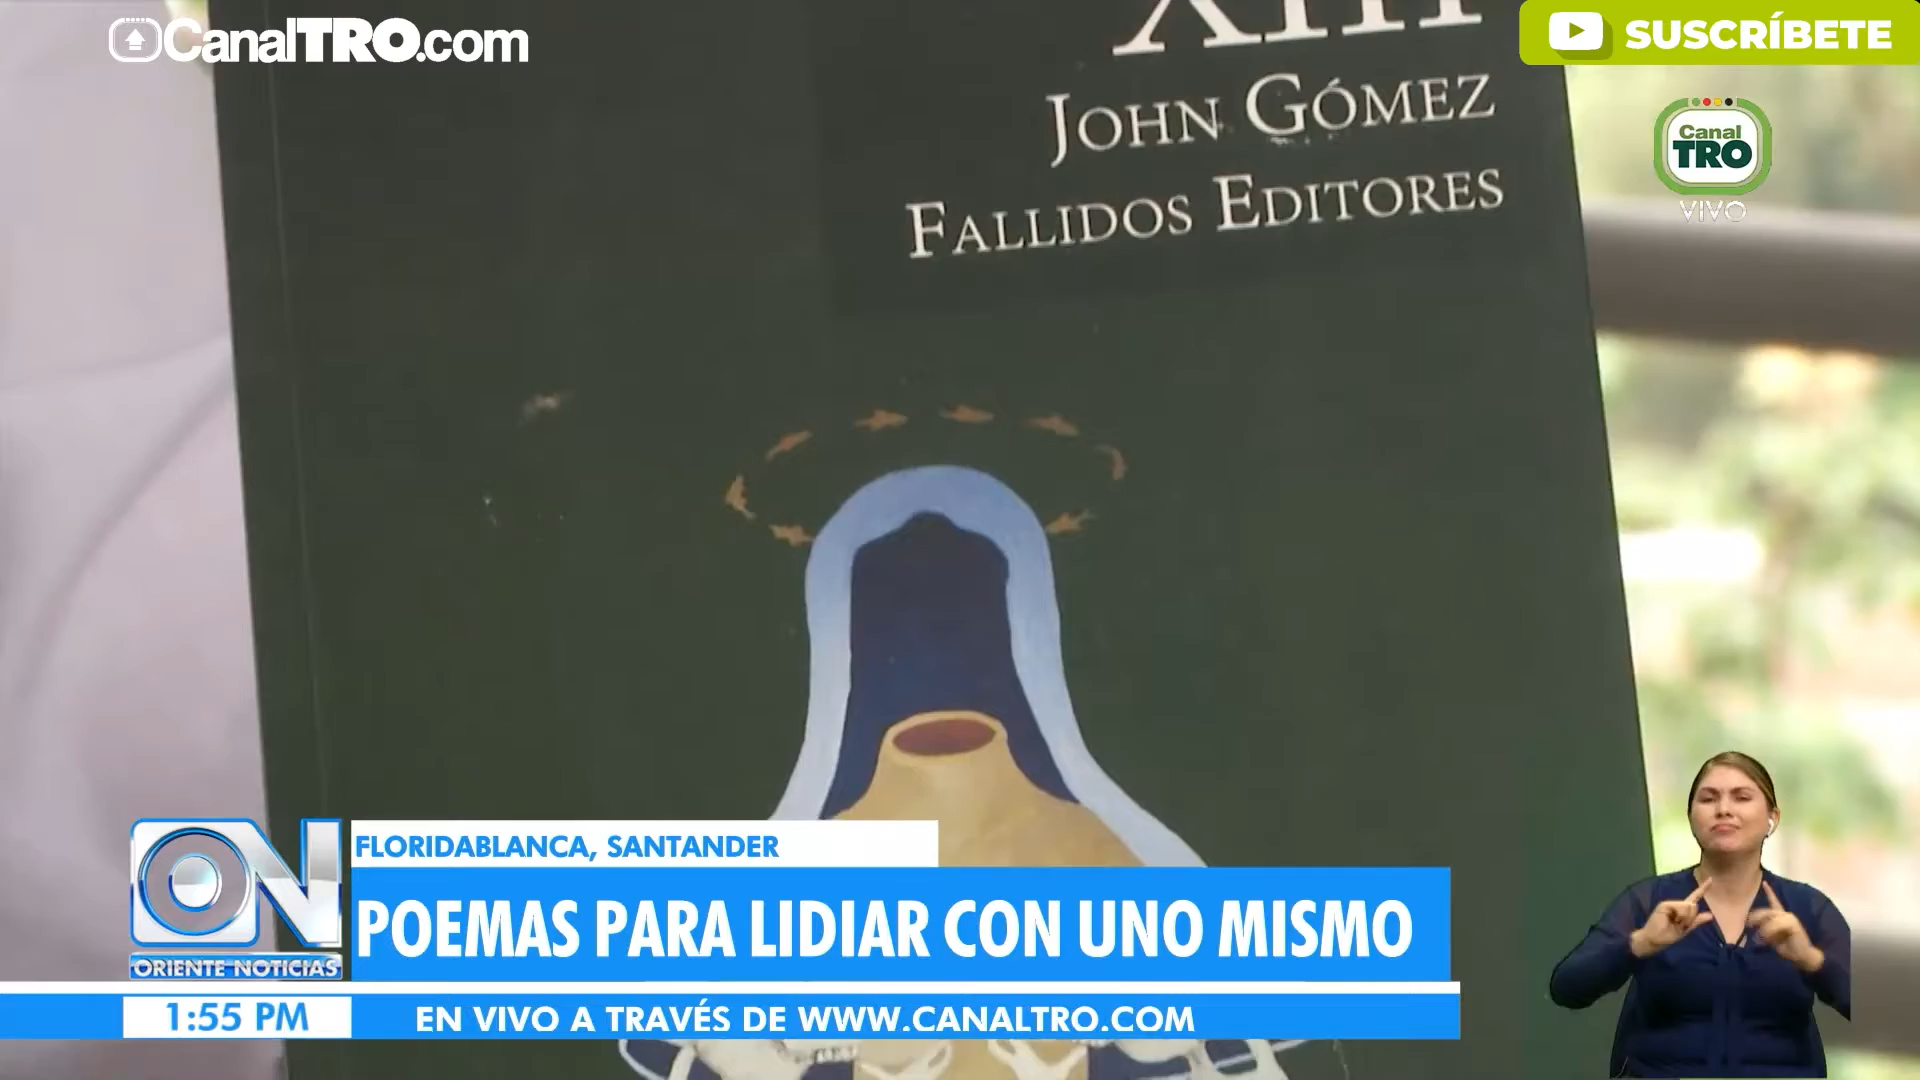 CanalTRO.com
SUSCRÍBETE
XIII
JOHN GÓMEZ
FALLIDOS EDITORES
Canal
TRO
VIVO
FLORIDABLANCA, SANTANDER
POEMAS PARA LIDIAR CON UNO MISMO
ON
ORIENTE NOTICIAS
1:55 PM
EN VIVO A TRAVÉS DE WWW.CANALTRO.COM